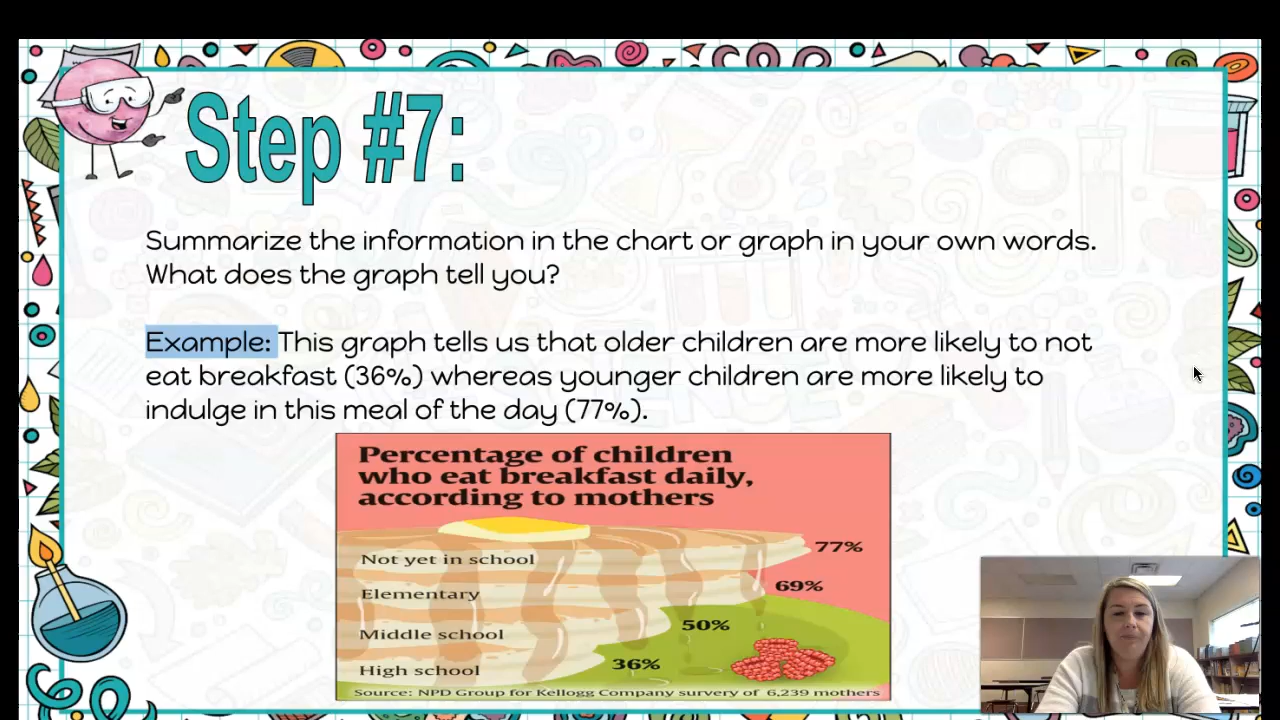 Step #7:
Summarize the information in the chart or graph in your own words.
What does the graph tell you?
Example: This graph tells us that older children are more likely to not
eat breakfast (36%) whereas younger children are more likely to
indulge in this meal of the day (77%).
Percentage of children
who eat breakfast daily,
according to mothers
Not yet in school 77%
Elementary 69%
Middle school 50%
High school 36%
Source: NPD Group for Kellogg Company survery of 6,239 mothers